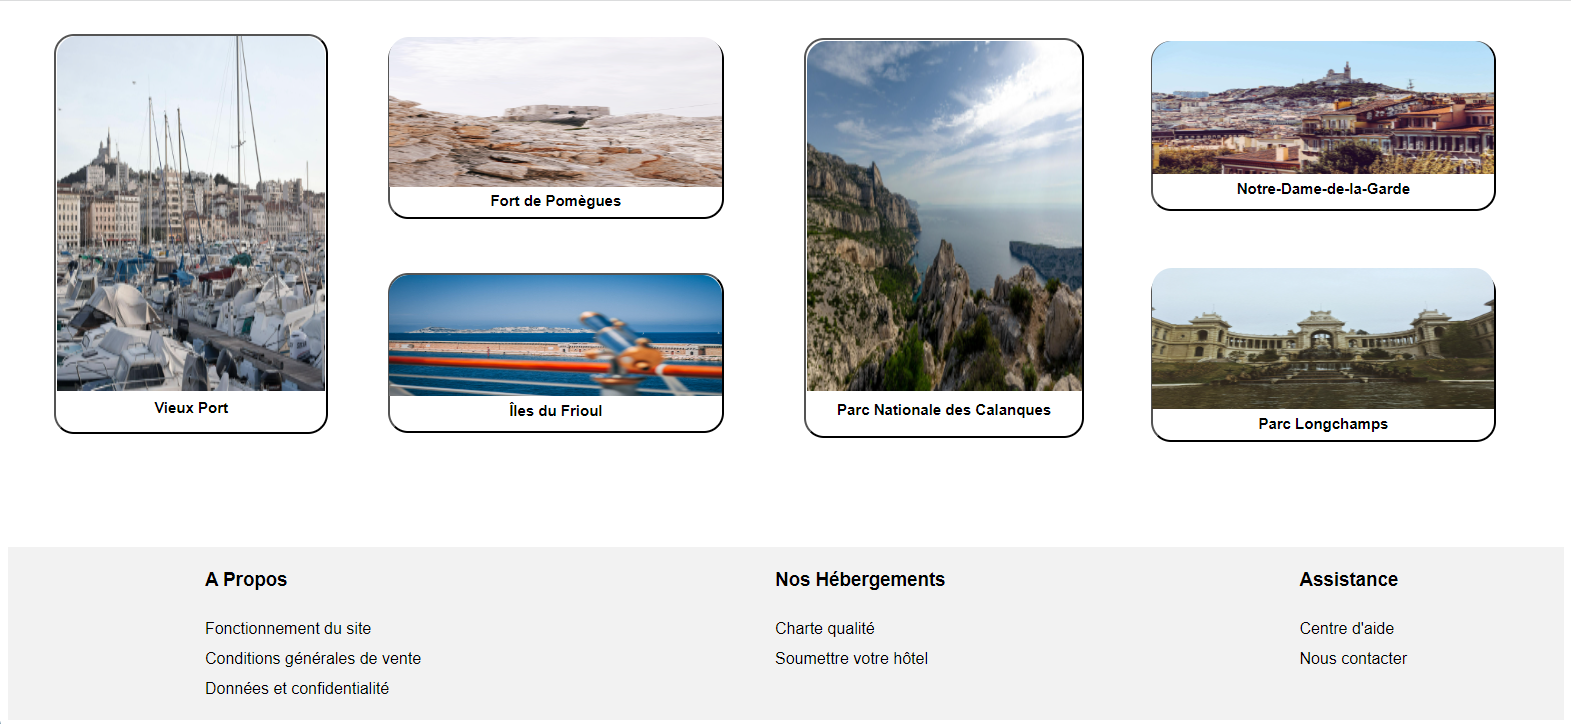 Vieux Port
Fort de Pomègues
Îles du Frioul
Parc Nationale des Calanques
Notre-Dame-de-la-Garde
Parc Longchamps
A Propos
Fonctionnement du site
Conditions générales de vente
Données et confidentialité
Nos Hébergements
Charte qualité
Soumettre votre hôtel
Assistance
Centre d'aide
Nous contacter